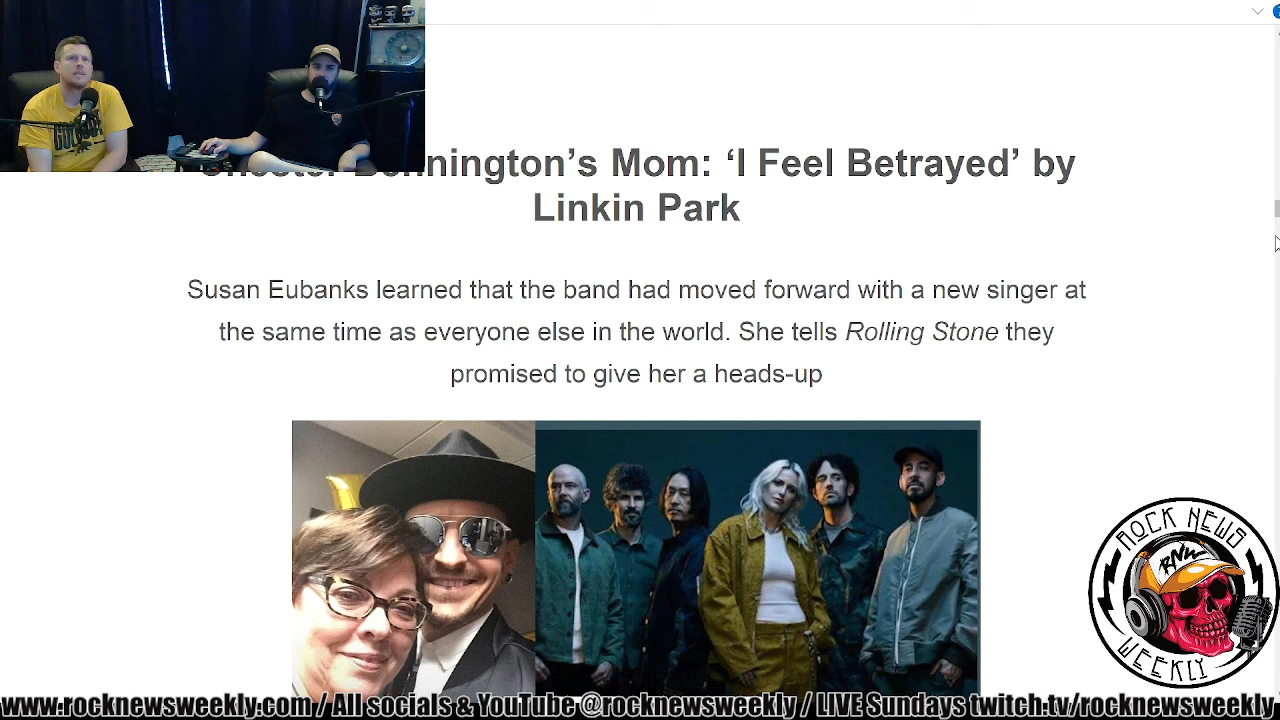 Bennington's Mom: ‘I Feel Betrayed’ by
Linkin Park
Susan Eubanks learned that the band had moved forward with a new singer at
the same time as everyone else in the world. She tells Rolling Stone they
promised to give her a heads-up
ROCK NEWS
RNW
WEEKLY
www.rocknewsweekly.com / All socials & YouTube @rocknewsweekly / LIVE Sundays twitch.tv/rocknewsweekly